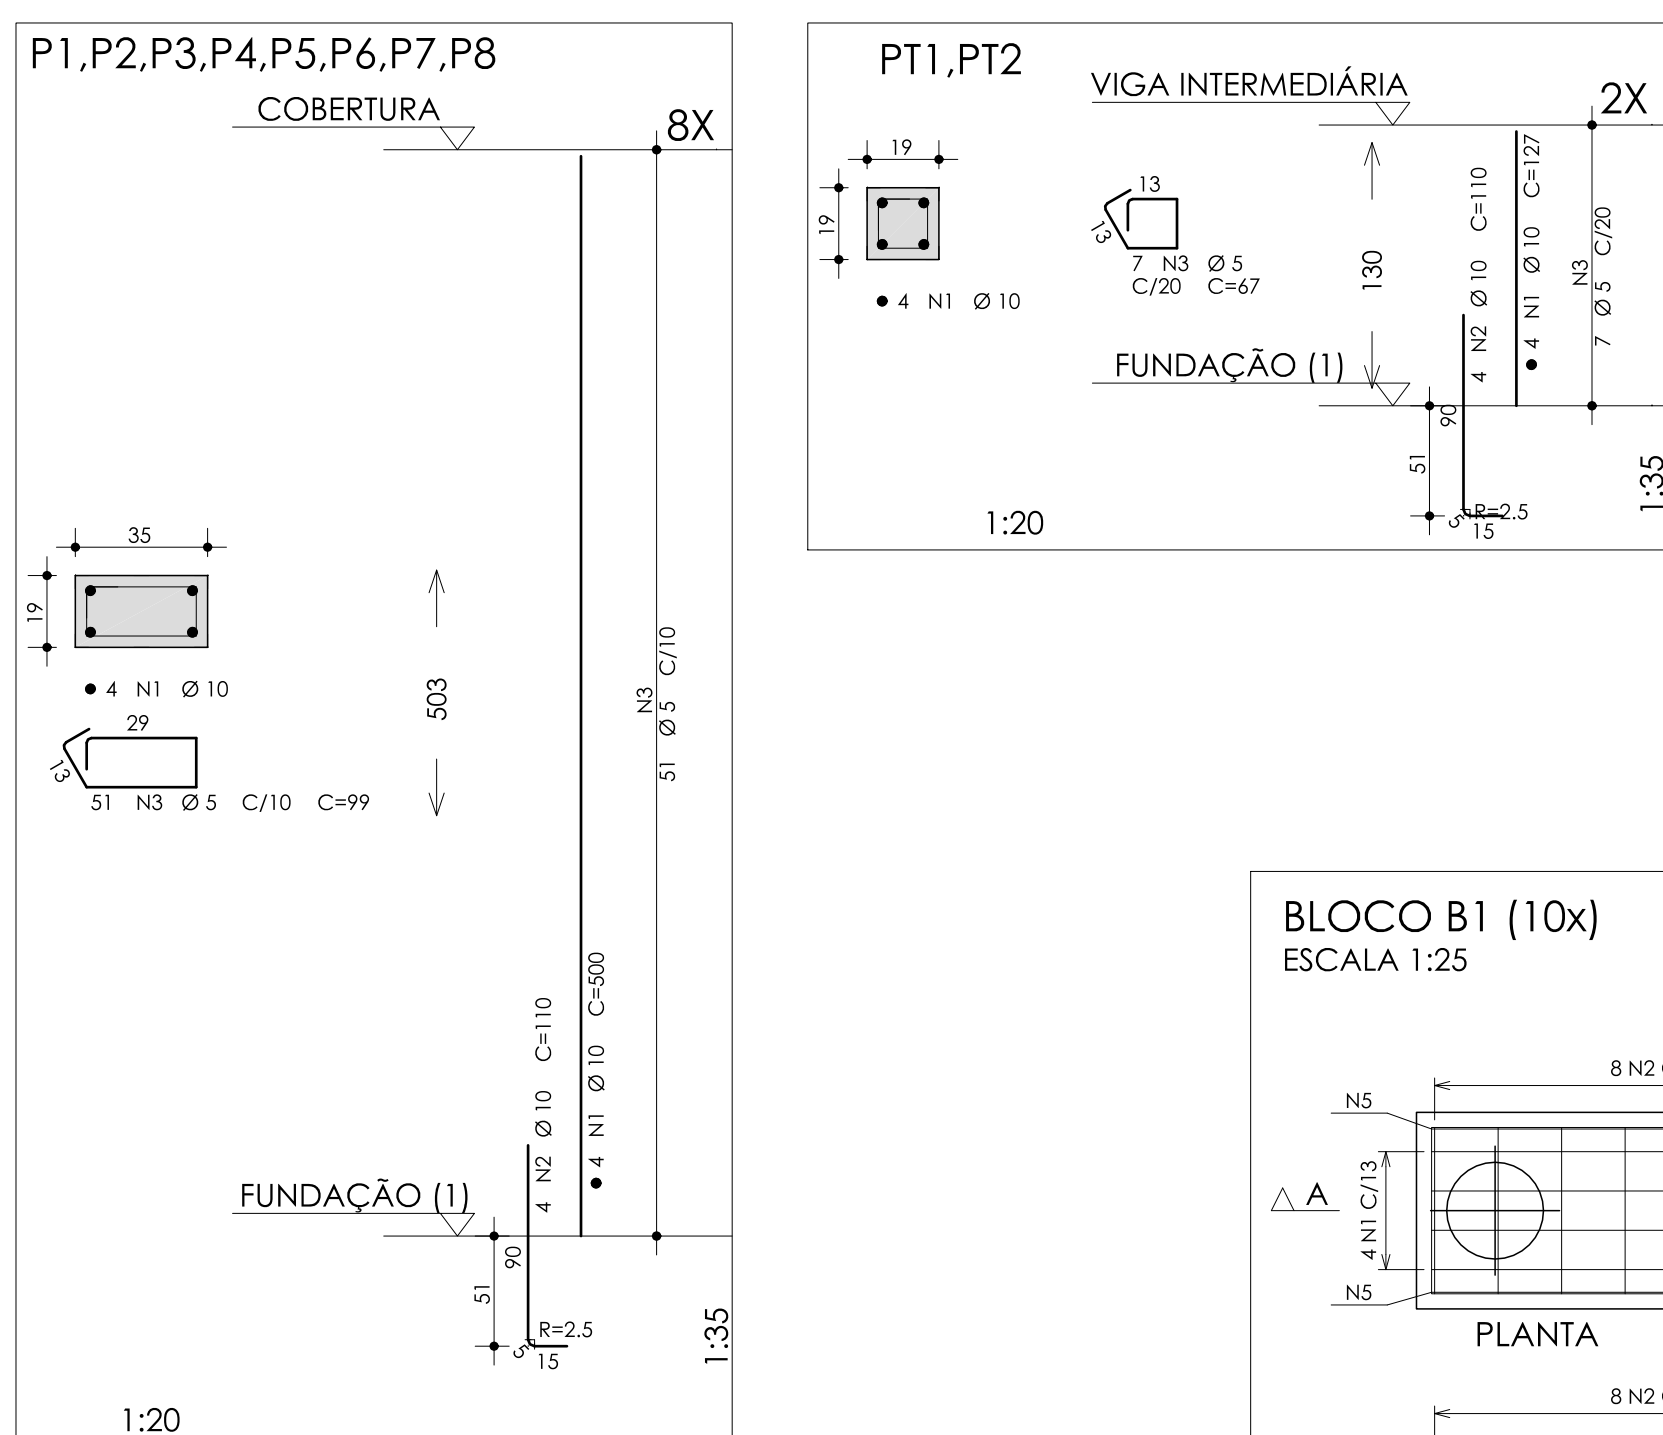 P1,P2,P3,P4,P5,P6,P7,P8
COBERTURA
8X
35
19
4 N1 Ø 10
29
13
51 N3 Ø 5 C/10 C=99
503
N3
51 Ø 5 C/10
4 N2 Ø 10 C=110
4 N1 Ø 10 C=500
FUNDAÇÃO (1)
90
51
R=2.5
5
15
1:35
1:20
PT1,PT2
VIGA INTERMEDIÁRIA
2X
19
19
4 N1 Ø 10
13
13
7 N3 Ø 5
C/20 C=67
130
4 N2 Ø 10 C=110
4 N1 Ø 10 C=127
N3
7 Ø 5 C/20
FUNDAÇÃO (1)
90
51
R=2.5
5
15
1:35
1:20
BLOCO B1 (10x)
ESCALA 1:25
8 N2
N5
4 N1 C/13
A
N5
PLANTA
8 N2